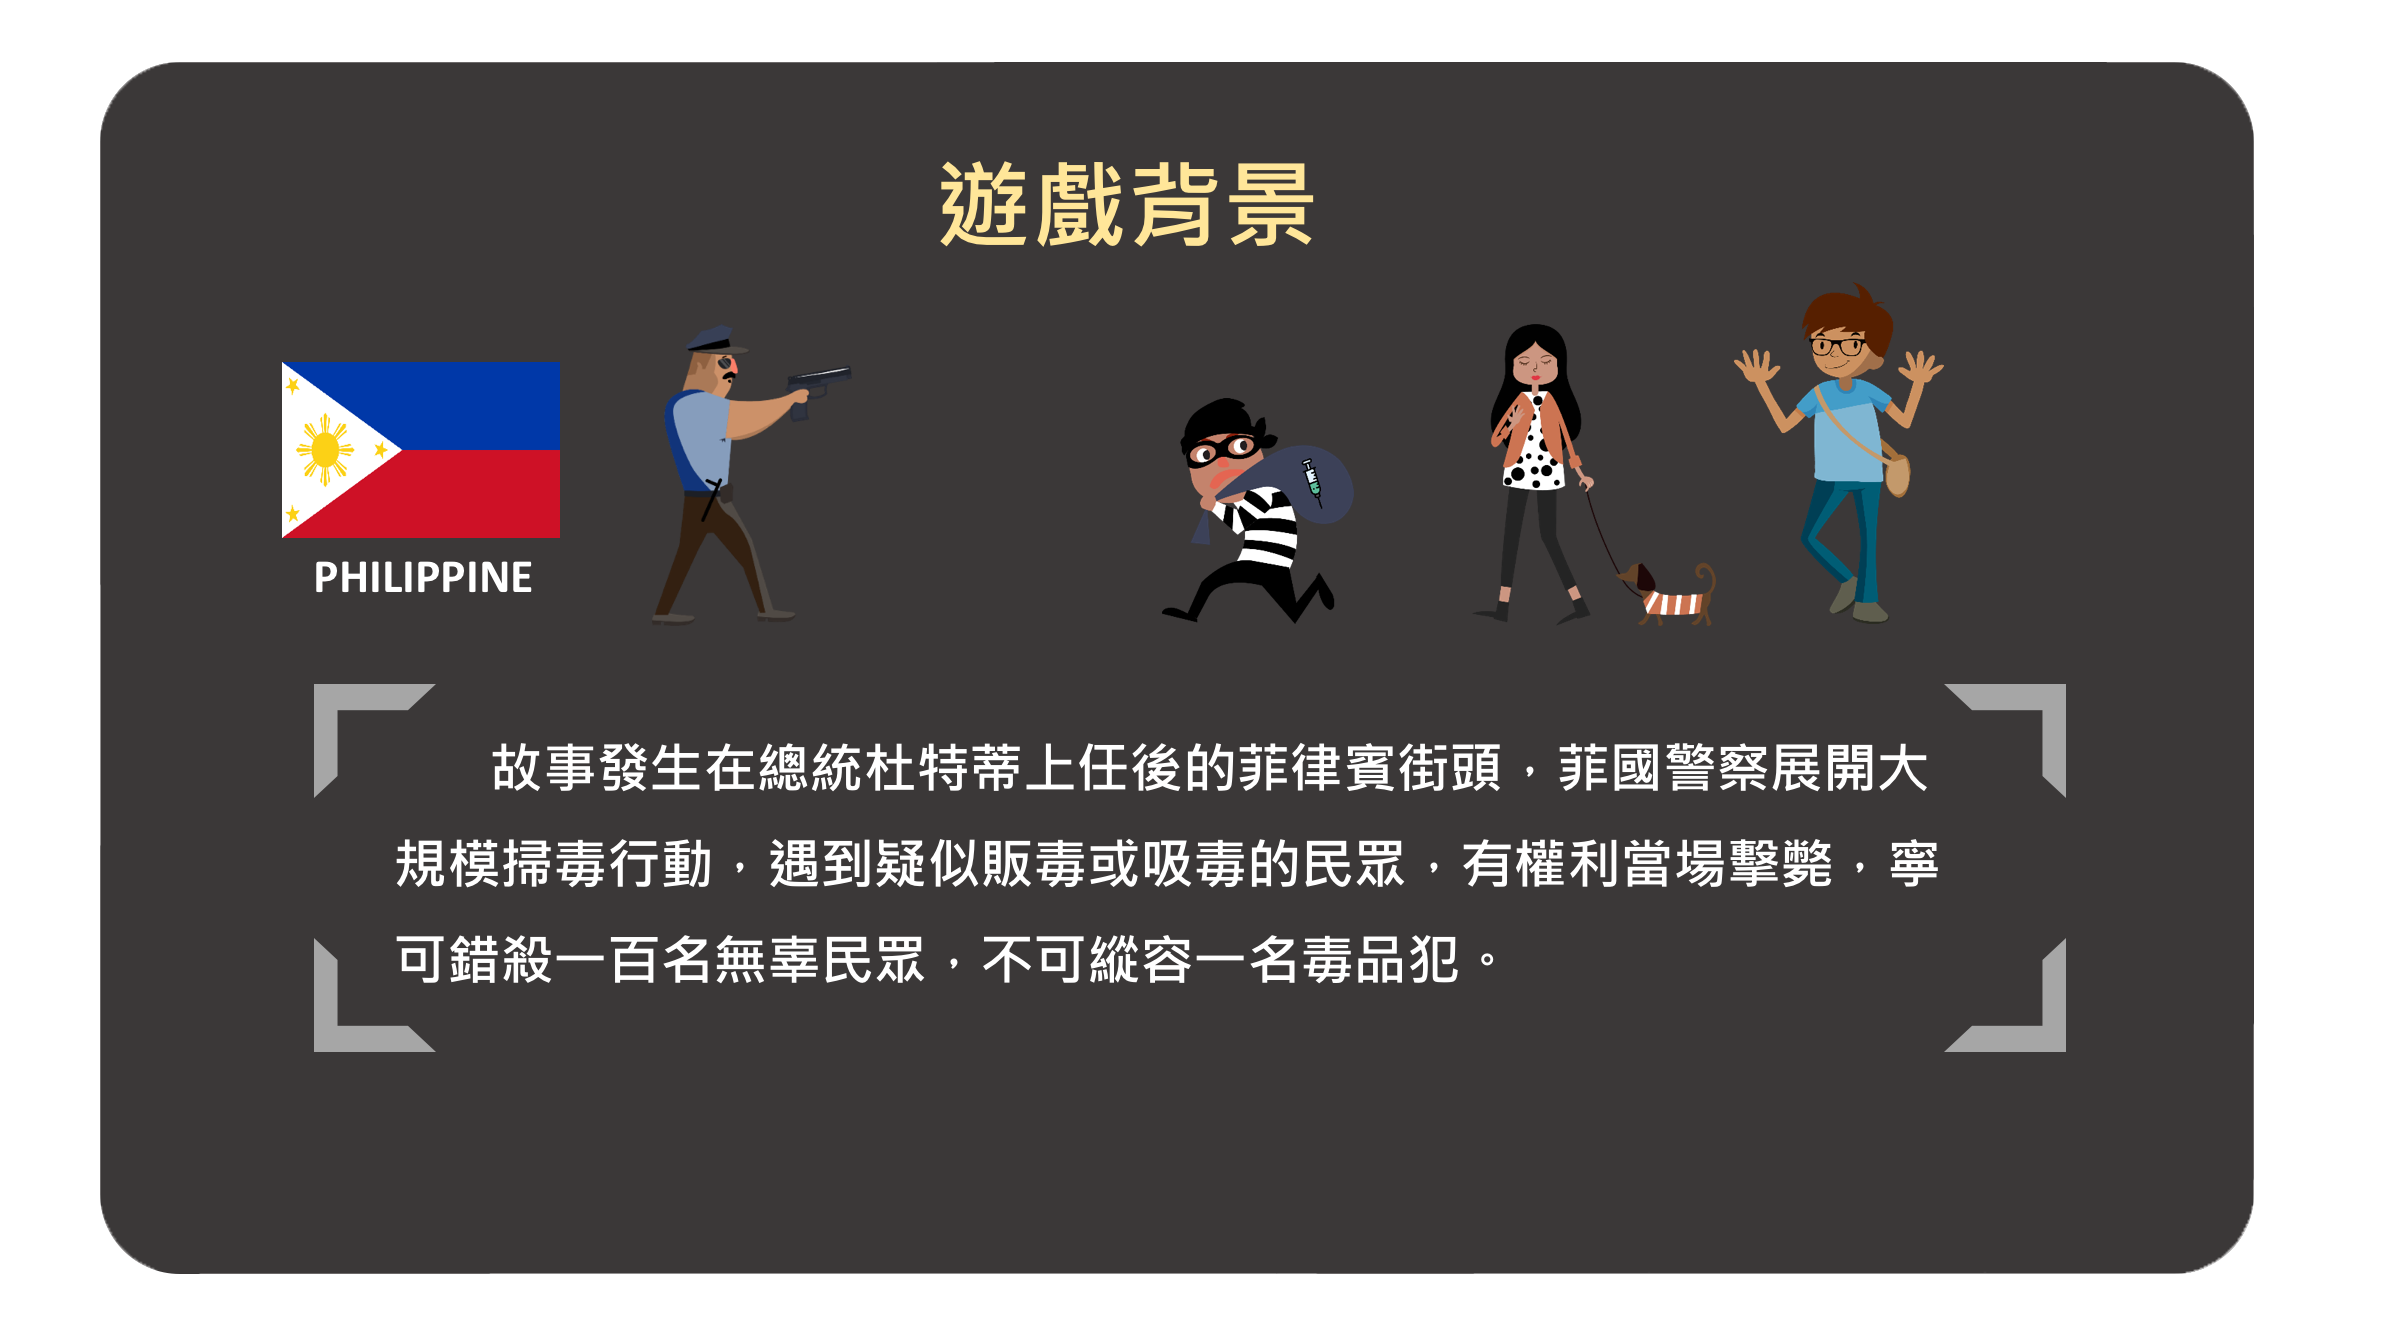 遊戲背景
PHILIPPINE
故事發生在總統杜特蒂上任後的菲律賓街頭，菲國警察展開大
規模掃毒行動，遇到疑似販毒或吸毒的民眾，有權利當場擊斃，寧
可錯殺一百名無辜民眾，不可縱容一名毒品犯。